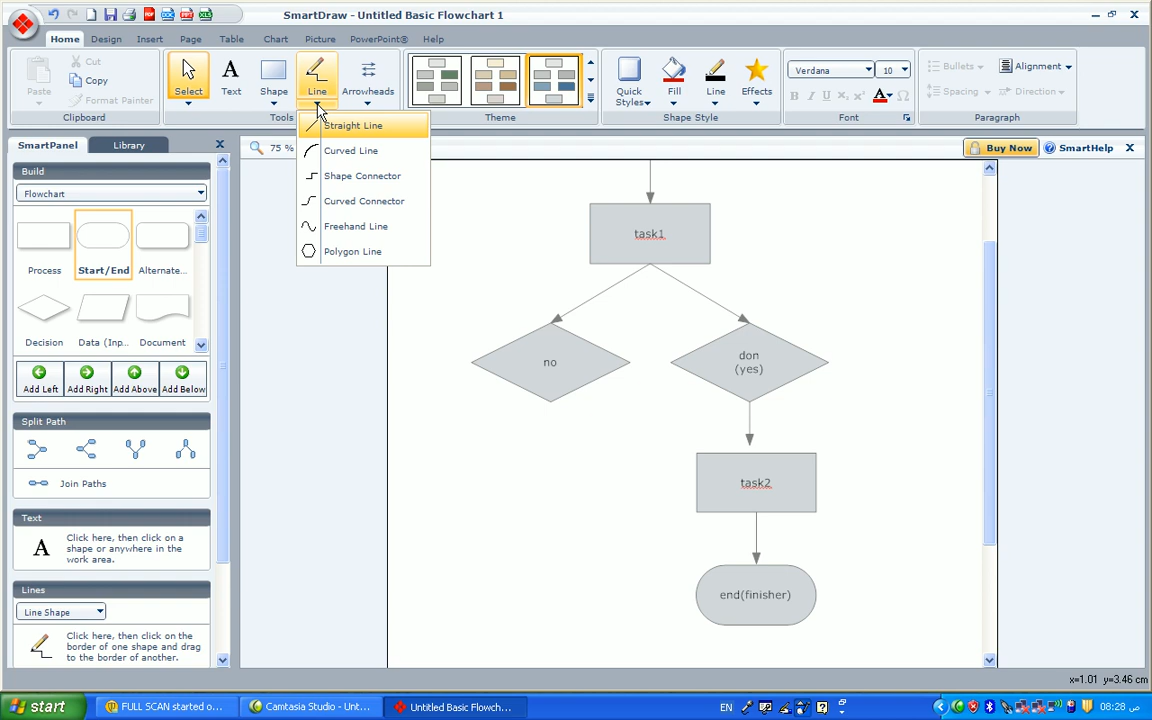 SmartDraw - Untitled Basic Flowchart 1
Home Design Insert Page Table Chart Picture PowerPoint® Help
Paste
Cut
Copy
Format Painter
Clipboard
Select
Text
Shape
Line
Arrowheads
Tools
Theme
Quick
Styles
Fill
Line
Effects
Shape Style
Verdana 10
B I U
A
Font
Bullets
Alignment
Spacing
Direction
Paragraph
Straight Line
Curved Line
Shape Connector
Curved Connector
Freehand Line
Polygon Line
SmartPanel Library
75 %
Buy Now
SmartHelp
Build
Flowchart
Process
Start/End
Alternate...
Decision
Data (Inp...
Document
Add Left
Add Right
Add Above
Add Below
Split Path
Join Paths
Text
A
Click here, then click on a
shape or anywhere in the
work area.
Lines
Line Shape
Click here, then click on the
border of one shape and drag
to the border of another.
task1
no
don
(yes)
task2
end(finisher)
x=1.01 y=3.46 cm
start
FULL SCAN started o...
Camtasia Studio - Unt...
Untitled Basic Flowch...
EN
08:28 ص